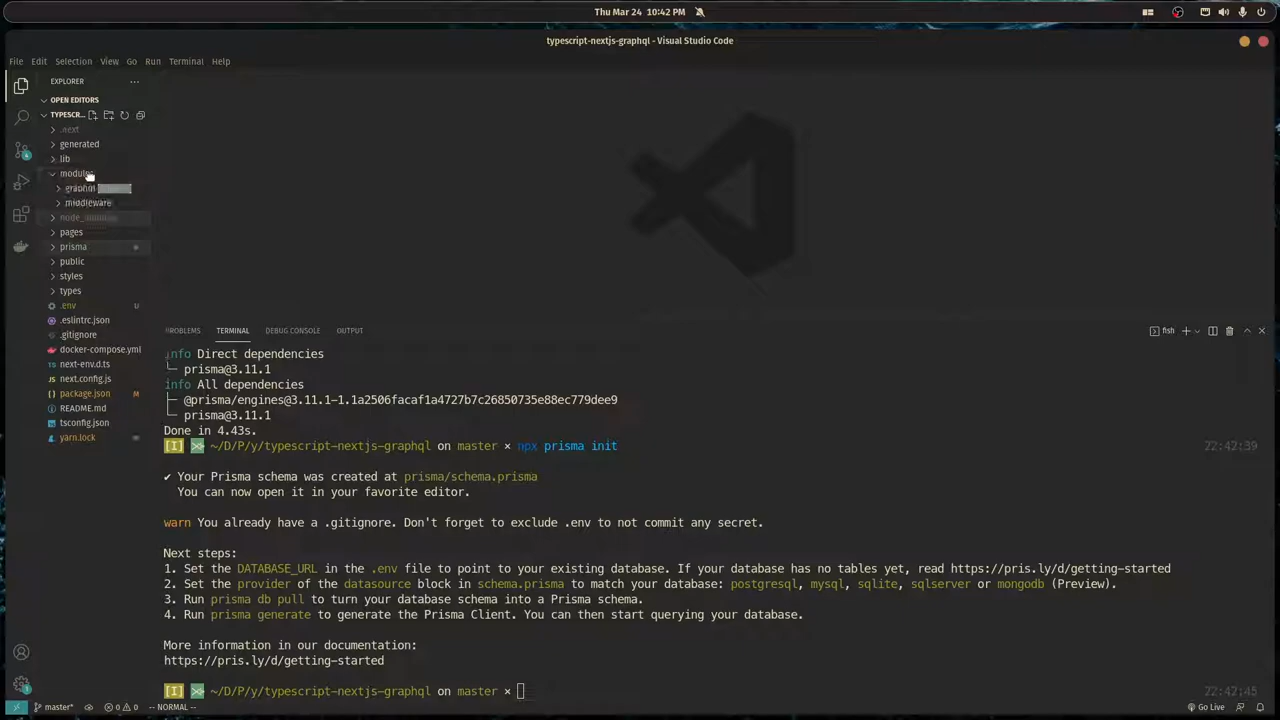 Thu Mar 24 10:42 PM
typescript-nextjs-graphql - Visual Studio Code
File Edit Selection View Go Run Terminal Help
EXPLORER
OPEN EDITORS
TYPESCR...
.next
generated
lib
modules
graphql
middleware
pages
prisma
public
styles
types
.env U
.eslintrc.json
.gitignore
docker-compose.yml
next-env.d.ts
next.config.js
package.json M
README.md
tsconfig.json
yarn.lock
PROBLEMS TERMINAL DEBUG CONSOLE OUTPUT
fish
info Direct dependencies
└─ prisma@3.11.1
info All dependencies
├─ @prisma/engines@3.11.1-1.1a2506facaf1a4727b7c26850735e88ec779dee9
└─ prisma@3.11.1
Done in 4.43s.
[I] >> ~/D/P/y/typescript-nextjs-graphql on master × npx prisma init 22:42:39
✔ Your Prisma schema was created at prisma/schema.prisma
You can now open it in your favorite editor.
warn You already have a .gitignore. Don't forget to exclude .env to not commit any secret.
Next steps:
1. Set the DATABASE_URL in the .env file to point to your existing database. If your database has no tables yet, read https://pris.ly/d/getting-started
2. Set the provider of the datasource block in schema.prisma to match your database: postgresql, mysql, sqlite, sqlserver or mongodb (Preview).
3. Run prisma db pull to turn your database schema into a Prisma schema.
4. Run prisma generate to generate the Prisma Client. You can then start querying your database.
More information in our documentation:
https://pris.ly/d/getting-started
[I] >> ~/D/P/y/typescript-nextjs-graphql on master × 22:42:45
master* 0 0 -- NORMAL -- Go Live